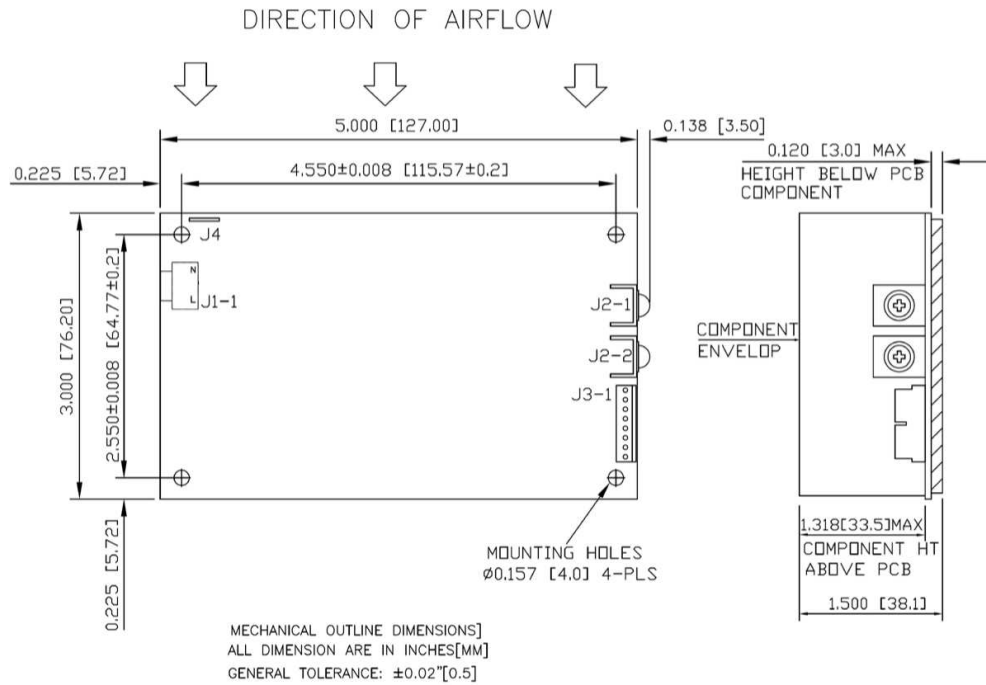 DIRECTION OF AIRFLOW
5.000 [127.00]
0.138 [3.50]
4.550±0.008 [115.57±0.2]
0.225 [5.72]
0.120 [3.0] MAX
HEIGHT BELOW PCB
COMPONENT
J4
N
L
J1-1
J2-1
J2-2
J3-1
3.000 [76.20]
2.550±0.008 [64.77±0.2]
0.225 [5.72]
COMPONENT
ENVELOP
MOUNTING HOLES
Ø0.157 [4.0] 4-PLS
1.318[33.5]MAX
COMPONENT HT
ABOVE PCB
1.500 [38.1]
MECHANICAL OUTLINE DIMENSIONS]
ALL DIMENSION ARE IN INCHES[MM]
GENERAL TOLERANCE: ±0.02"[0.5]